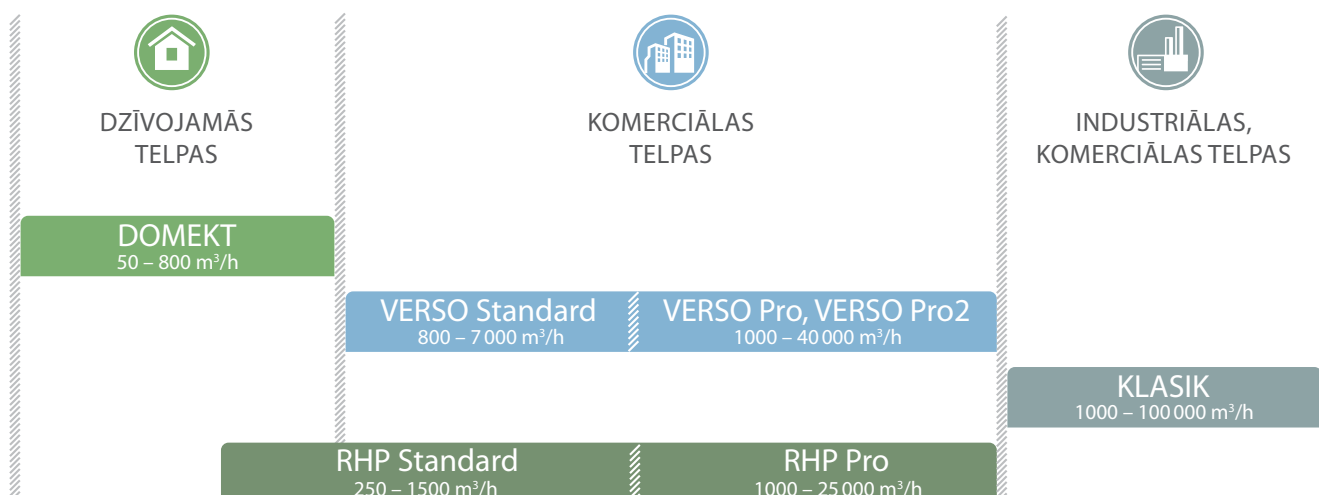 DZĪVOJAMĀS
TELPAS
KOMERCIĀLAS
TELPAS
INDUSTRIĀLAS,
KOMERCIĀLAS TELPAS
DOMEKT
50 – 800 m³/h
VERSO Standard
800 – 7 000 m³/h
VERSO Pro, VERSO Pro2
1000 – 40 000 m³/h
KLASIK
1000 – 100 000 m³/h
RHP Standard
250 – 1500 m³/h
RHP Pro
1000 – 25 000 m³/h